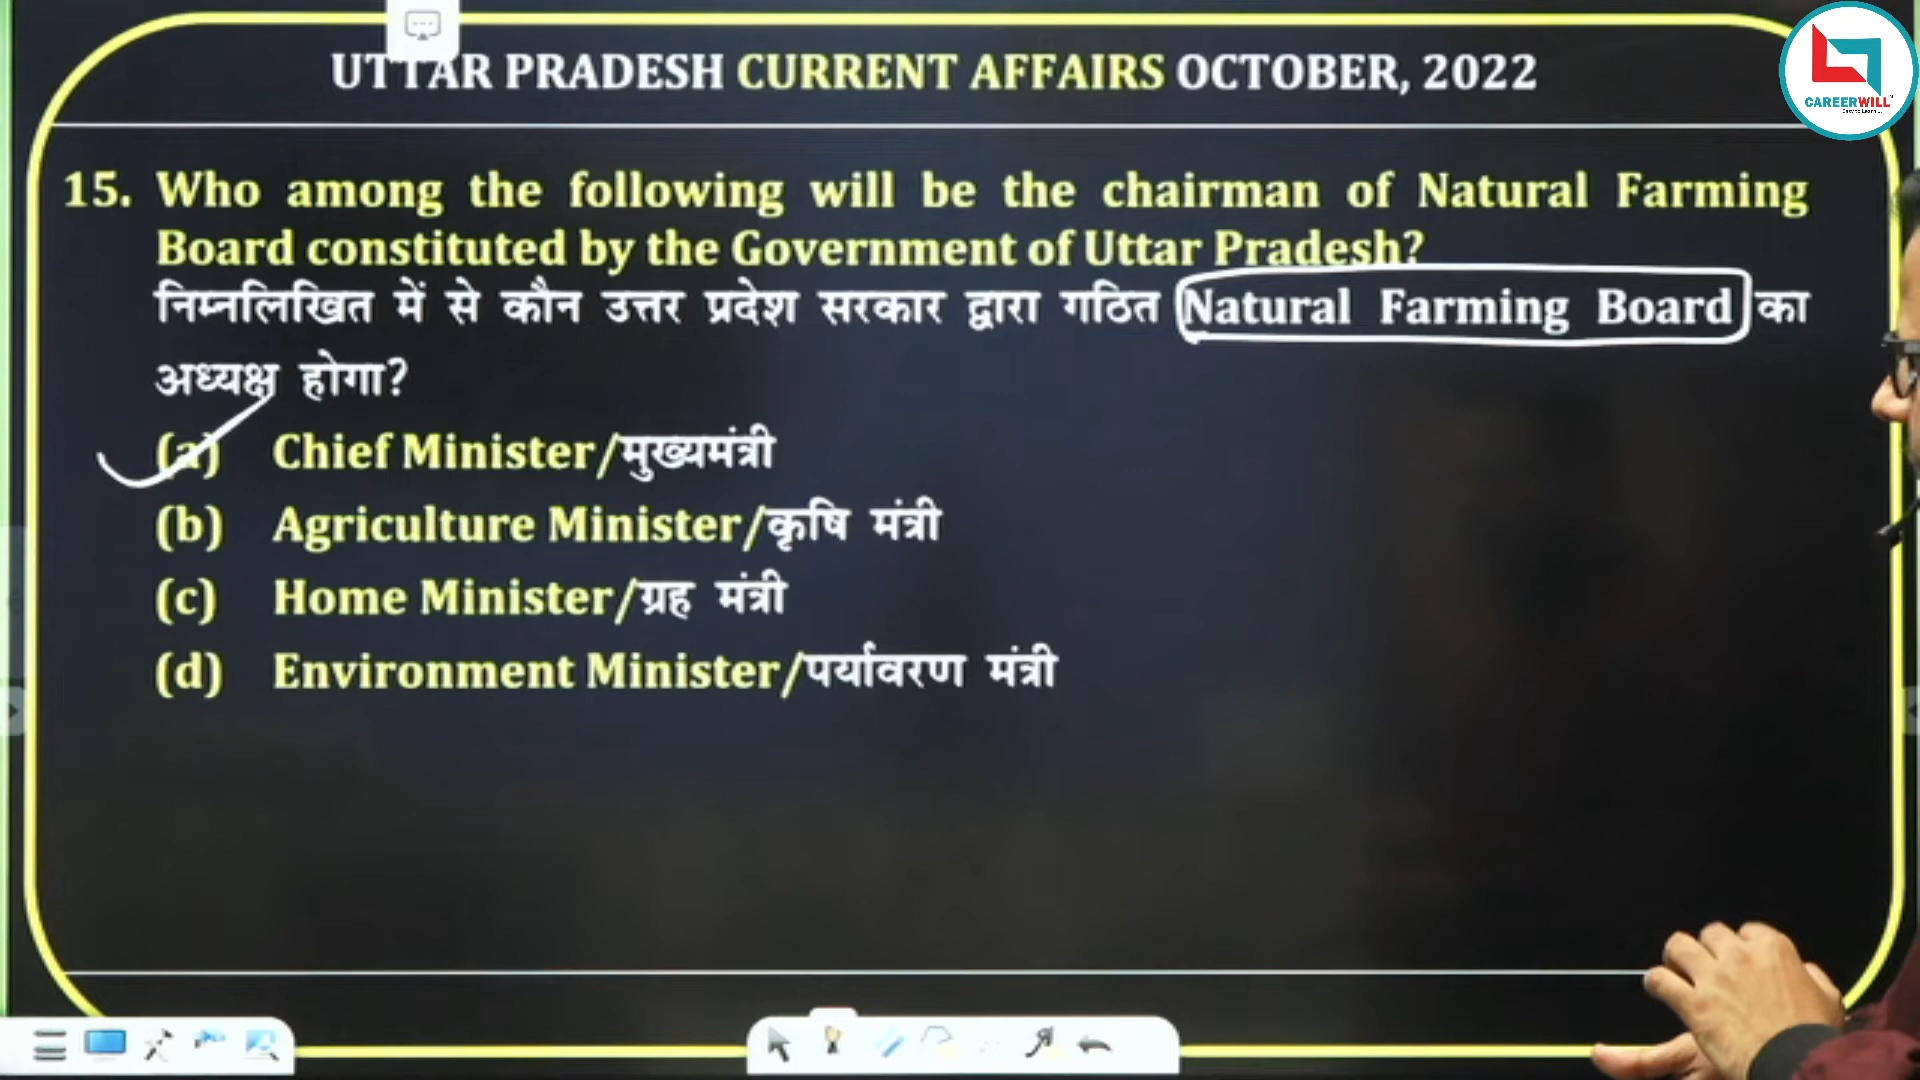 UTTAR PRADESH CURRENT AFFAIRS OCTOBER, 2022
CAREERWILL
15. Who among the following will be the chairman of Natural Farming
Board constituted by the Government of Uttar Pradesh?
निम्नलिखित में से कौन उत्तर प्रदेश सरकार द्वारा गठित Natural Farming Board का
अध्यक्ष होगा?
(a) Chief Minister/मुख्यमंत्री
(b) Agriculture Minister/कृषि मंत्री
(c) Home Minister/ग्रह मंत्री
(d) Environment Minister/पर्यावरण मंत्री